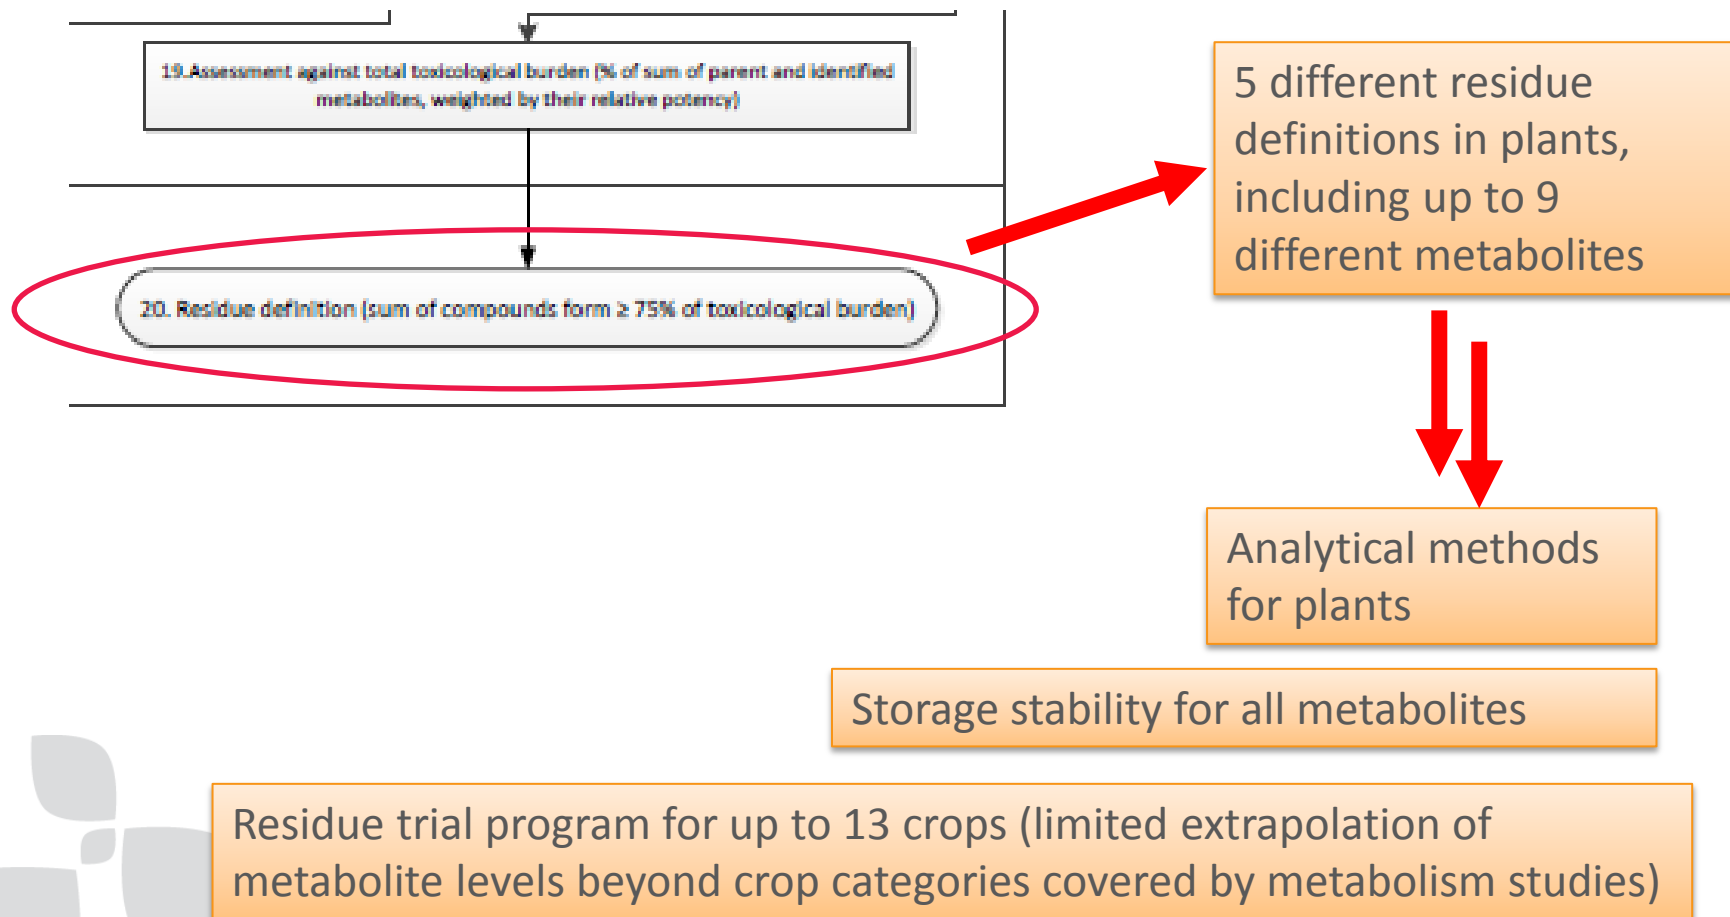 19.Assessment against total toxicological burden (% of sum of parent and identified
metabolites, weighted by their relative potency)
5 different residue
definitions in plants,
including up to 9
different metabolites
20. Residue definition (sum of compounds form ≥ 75% of toxicological burden)
Analytical methods
for plants
Storage stability for all metabolites
Residue trial program for up to 13 crops (limited extrapolation of
metabolite levels beyond crop categories covered by metabolism studies)